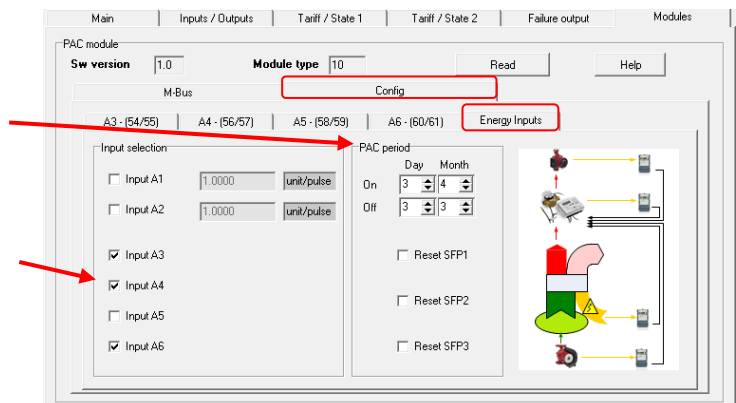 Main Inputs / Outputs Tariff / State 1 Tariff / State 2 Failure output Modules
PAC module
Sw version 1.0 Module type 10 Read Help
M-Bus Config
A3 - (54/55) A4 - (56/57) A5 - (58/59) A6 - (60/61) Energy Inputs
Input selection PAC period
Day Month
Input A1 1.0000 unit/pulse On 3 4
Input A2 1.0000 unit/pulse Off 3 3
Input A3 Reset SFP1
Input A4
Reset SFP2
Input A5
Input A6 Reset SFP3